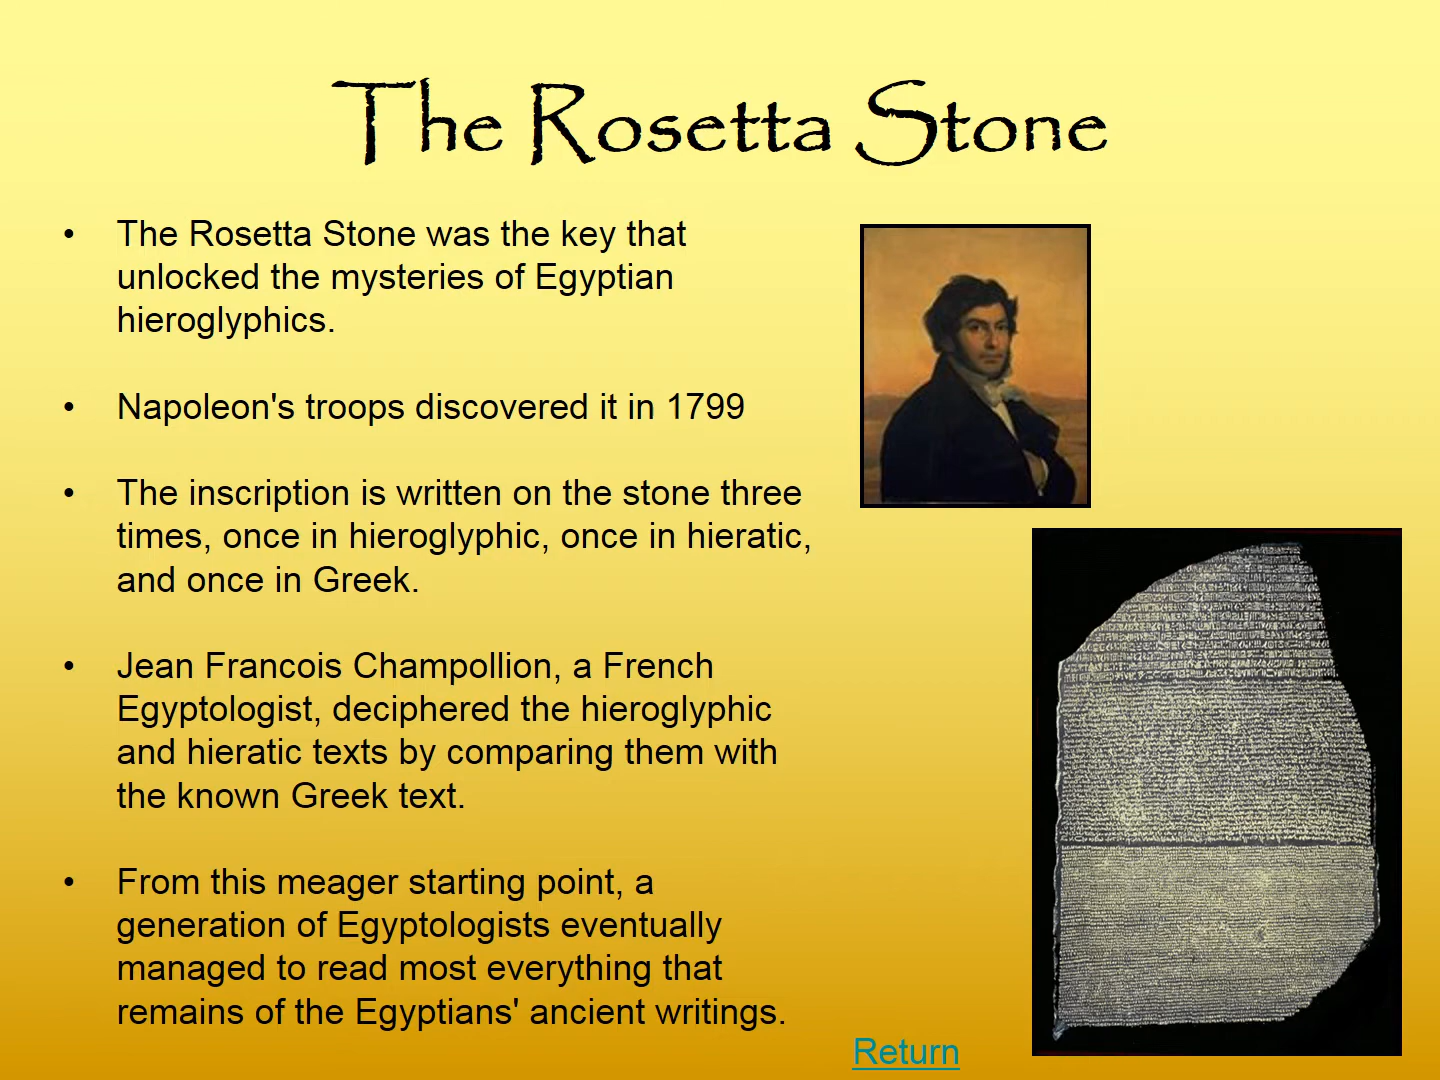 The Rosetta Stone
• The Rosetta Stone was the key that
unlocked the mysteries of Egyptian
hieroglyphics.
• Napoleon's troops discovered it in 1799
• The inscription is written on the stone three
times, once in hieroglyphic, once in hieratic,
and once in Greek.
• Jean Francois Champollion, a French
Egyptologist, deciphered the hieroglyphic
and hieratic texts by comparing them with
the known Greek text.
• From this meager starting point, a
generation of Egyptologists eventually
managed to read most everything that
remains of the Egyptians' ancient writings.
Return